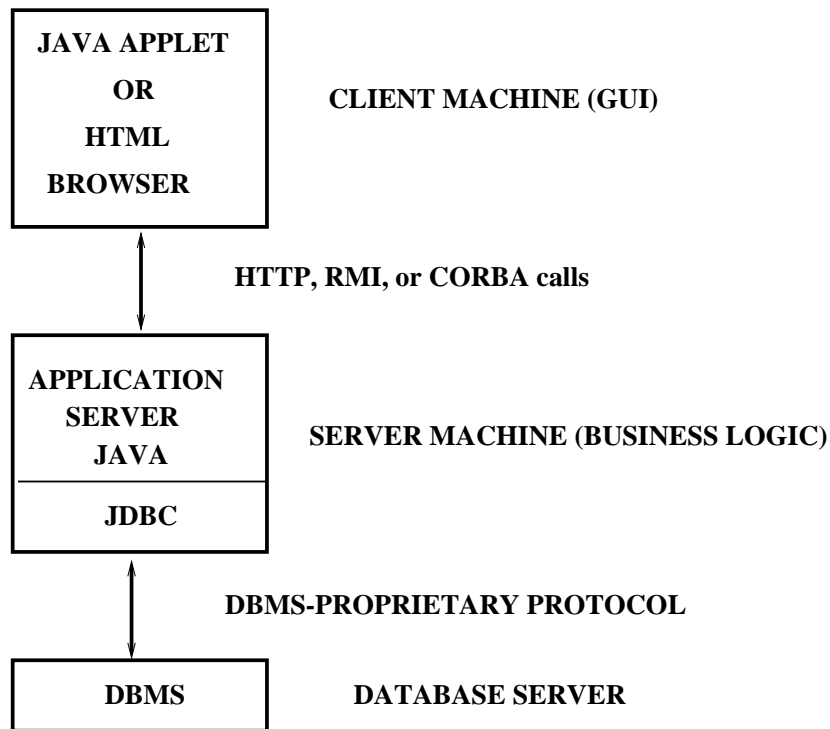 JAVA APPLET
OR
HTML
BROWSER
CLIENT MACHINE (GUI)
HTTP, RMI, or CORBA calls
APPLICATION
SERVER
JAVA
SERVER MACHINE (BUSINESS LOGIC)
JDBC
DBMS-PROPRIETARY PROTOCOL
DBMS
DATABASE SERVER